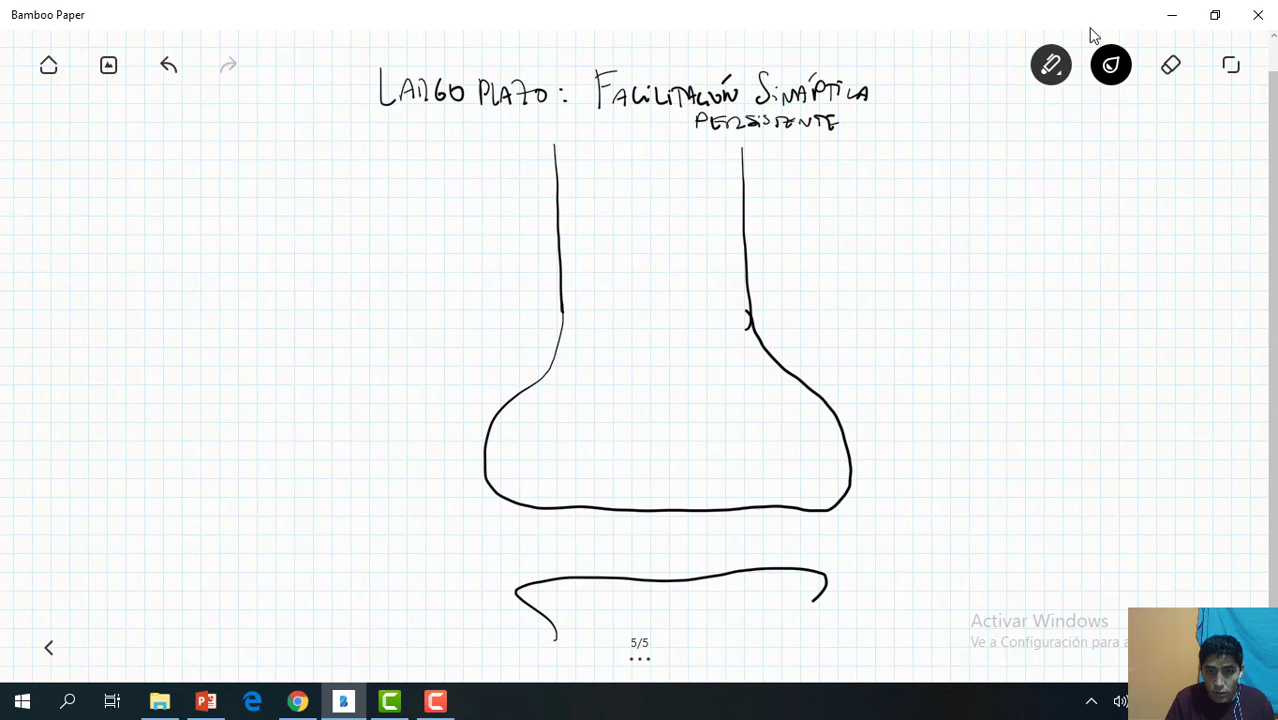 Bamboo Paper
LARGO PLAZO: FACILITACIÓN SINÁPTICA
PERSISTENTE
Activar Windows
Ve a Configuración para a
5/5